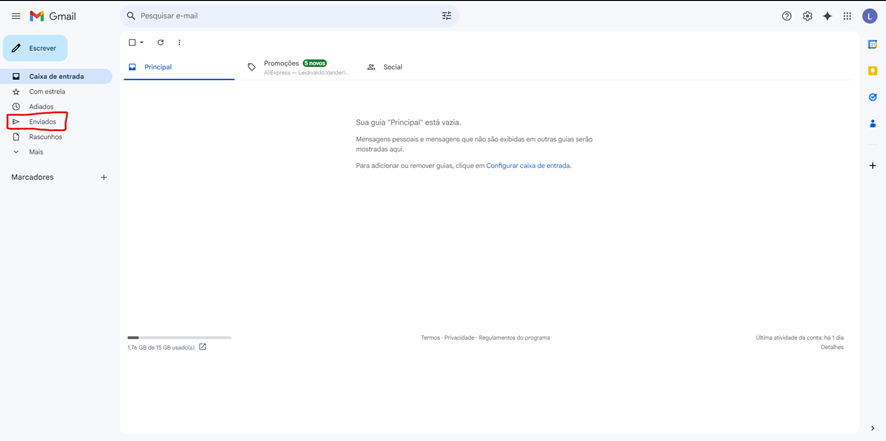 Gmail
Pesquisar e-mail
L
Escrever
Caixa de entrada
Com estrela
Adiados
Enviados
Rascunhos
Mais
Marcadores
Principal
Promoções 5 novos
AliExpress — Leidivaldo.Vanderl...
Social
Sua guia "Principal" está vazia.
Mensagens pessoais e mensagens que não são exibidas em outras guias serão
mostradas aqui.
Para adicionar ou remover guias, clique em Configurar caixa de entrada.
1,76 GB de 15 GB usado(s)
Termos · Privacidade · Regulamentos do programa
Última atividade da conta: há 1 dia
Detalhes